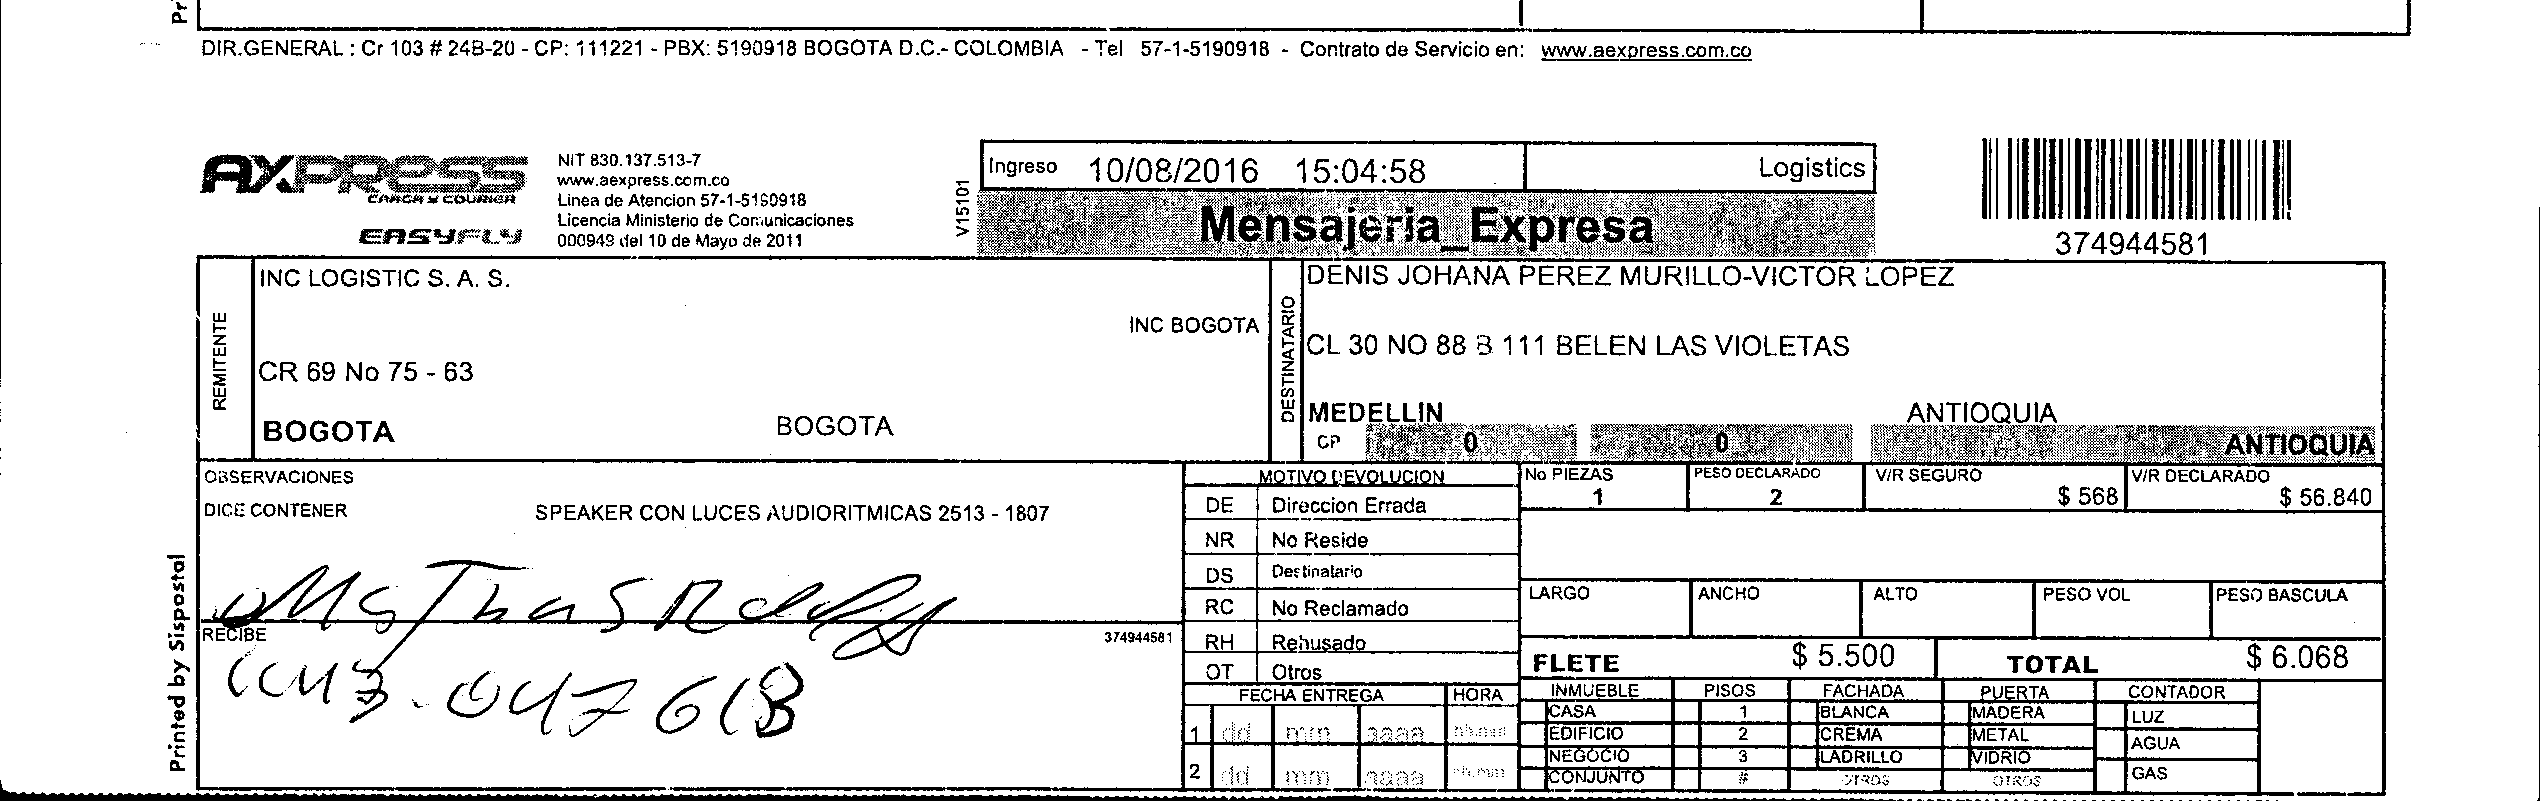 DIR.GENERAL : Cr 103 # 24B-20 - CP: 111221 - PBX: 5190918 BOGOTA D.C.- COLOMBIA - Tel 57-1-5190918 - Contrato de Servicio en: www.aexpress.com.co
AXPRESS
CARGA Y COURIER
EASYFLY
NIT 830.137.513-7
www.aexpress.com.co
Linea de Atencion 57-1-5190918
Licencia Ministerio de Comunicaciones
000949 del 10 de Mayo de 2011
V15101
Ingreso 10/08/2016 15:04:58 Logistics
Mensajeria_Expresa
374944581
REMITENTE
INC LOGISTIC S. A. S.
INC BOGOTA
CR 69 No 75 - 63
BOGOTA BOGOTA
DESTINATARIO
DENIS JOHANA PEREZ MURILLO-VICTOR LOPEZ
CL 30 NO 88 B 111 BELEN LAS VIOLETAS
MEDELLIN ANTIOQUIA
CP 0 0 ANTIOQUIA
OBSERVACIONES
DICE CONTENER SPEAKER CON LUCES AUDIORITMICAS 2513 - 1807
RECIBE 374944581
Printed by Sispostal
MOTIVO DEVOLUCION
DE Direccion Errada
NR No Reside
DS Destinatario
RC No Reclamado
RH Rehusado
OT Otros
FECHA ENTREGA HORA
1 dd mm aaaa hh:mm
2 dd mm aaaa hh:mm
No PIEZAS PESO DECLARADO V/R SEGURO V/R DECLARADO
1 2 $ 568 $ 56.840
LARGO ANCHO ALTO PESO VOL PESO BASCULA
FLETE $ 5.500 TOTAL $ 6.068
INMUEBLE PISOS FACHADA PUERTA CONTADOR
CASA 1 BLANCA MADERA LUZ
EDIFICIO 2 CREMA METAL AGUA
NEGOCIO 3 LADRILLO VIDRIO GAS
CONJUNTO # OTROS OTROS